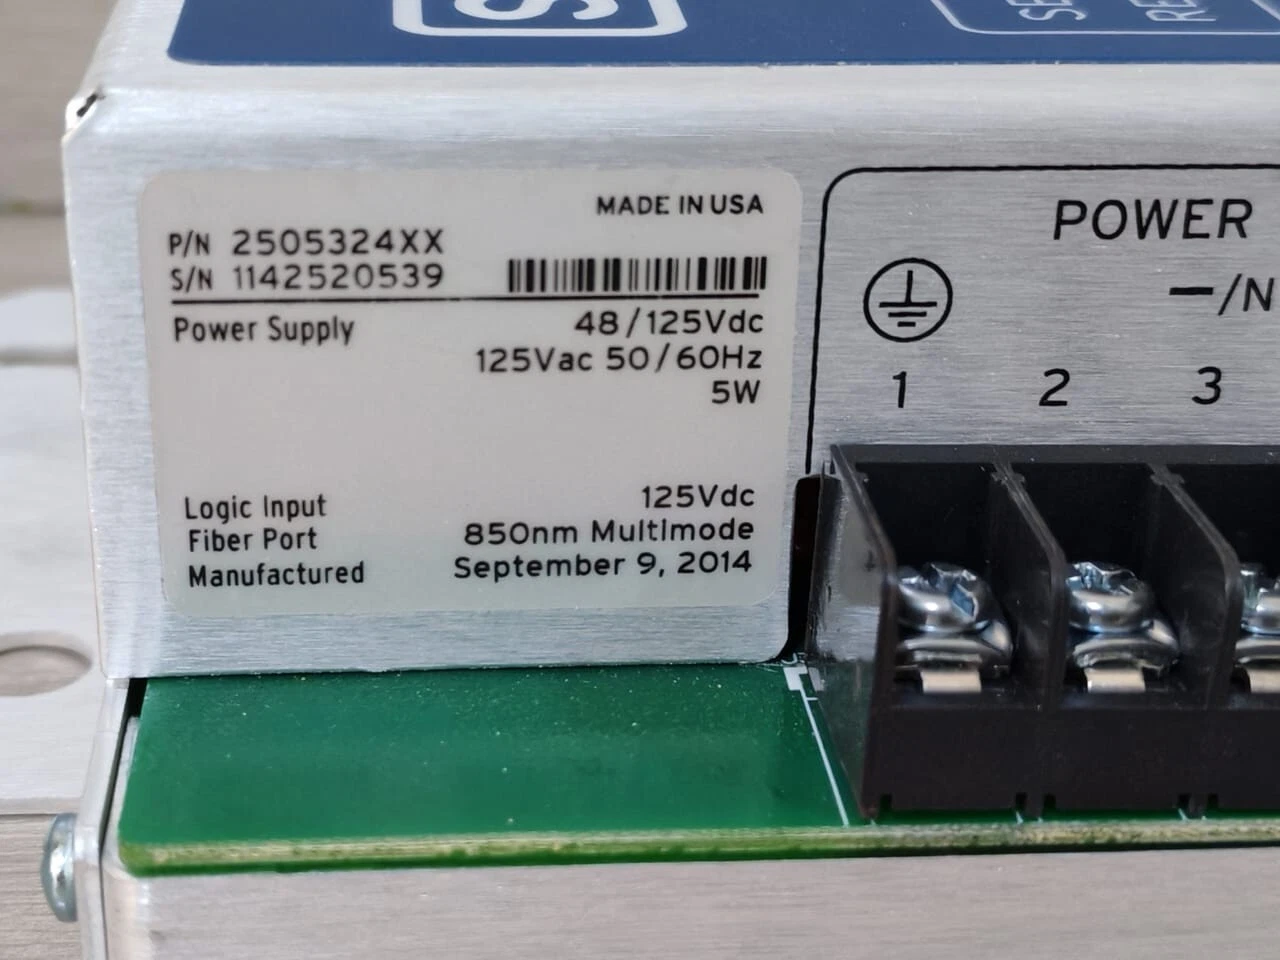 MADE IN USA
P/N 2505324XX
S/N 1142520539
Power Supply 48/125Vdc
125Vac 50/60Hz
5W
Logic Input 125Vdc
Fiber Port 850nm Multimode
Manufactured September 9, 2014
POWER
−/N
1 2 3